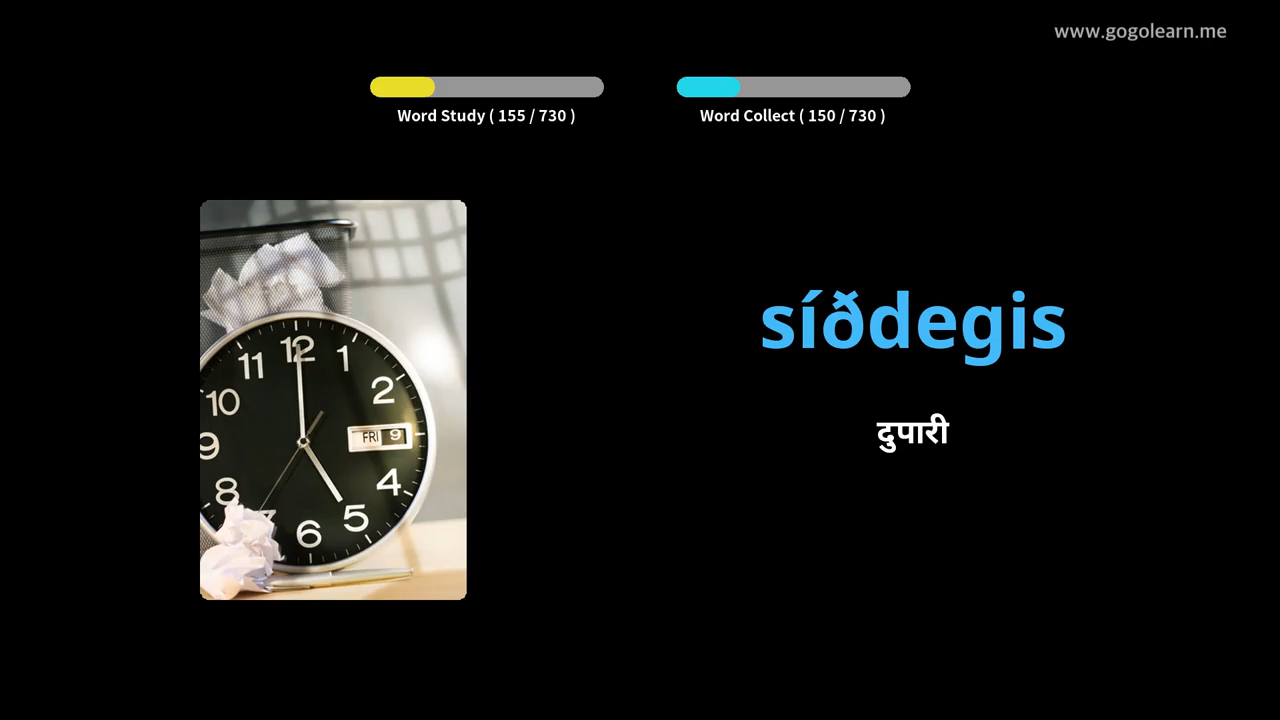 www.gogolearn.me
Word Study ( 155 / 730 )
Word Collect ( 150 / 730 )
síðdegis
दुपारी
12
11
1
10
2
9
FRI 9
8
4
7
5
6